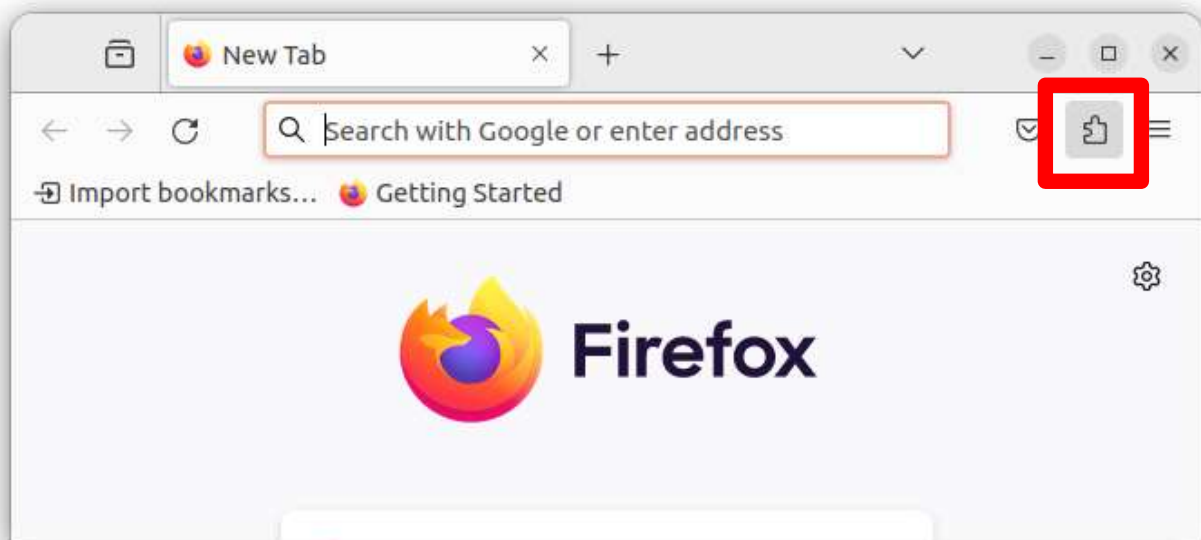 New Tab
Search with Google or enter address
Import bookmarks... Getting Started
Firefox